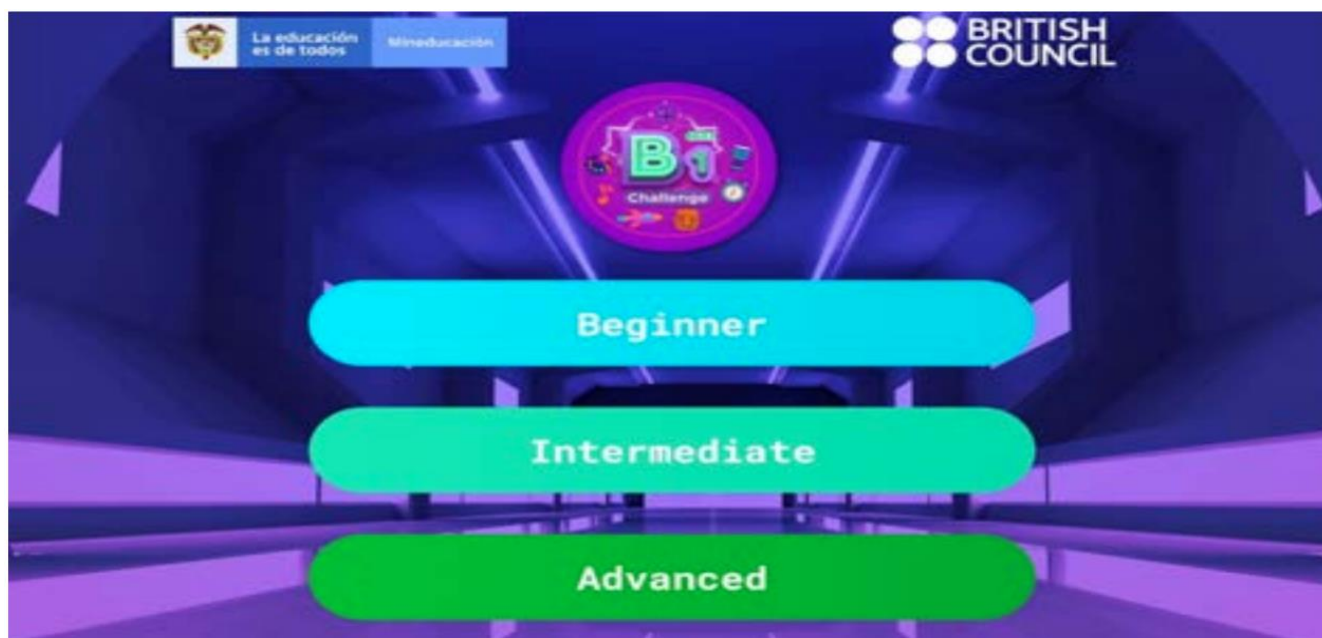 La educación
es de todos
Mineducación
BRITISH
COUNCIL
B1
Challenge
Beginner
Intermediate
Advanced